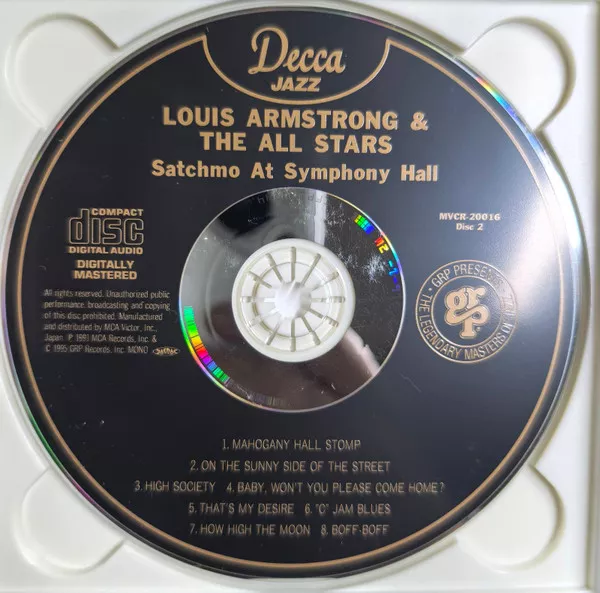 Decca
JAZZ
LOUIS ARMSTRONG &
THE ALL STARS
Satchmo At Symphony Hall
COMPACT
disc
DIGITAL AUDIO
DIGITALLY
MASTERED
MVCR-20016
Disc 2
All rights reserved. Unauthorized public
performance, broadcasting and copying
of this disc prohibited. Manufactured
and distributed by MCA Victor, Inc.,
Japan. ℗ 1991 MCA Records, Inc. &
© 1995 GRP Records, Inc. MONO
GRP PRESENTS
THE LEGENDARY MASTERS OF
grp
1. MAHOGANY HALL STOMP
2. ON THE SUNNY SIDE OF THE STREET
3. HIGH SOCIETY 4. BABY, WON'T YOU PLEASE COME HOME?
5. THAT'S MY DESIRE 6. "C" JAM BLUES
7. HOW HIGH THE MOON 8. BOFF-BOFF